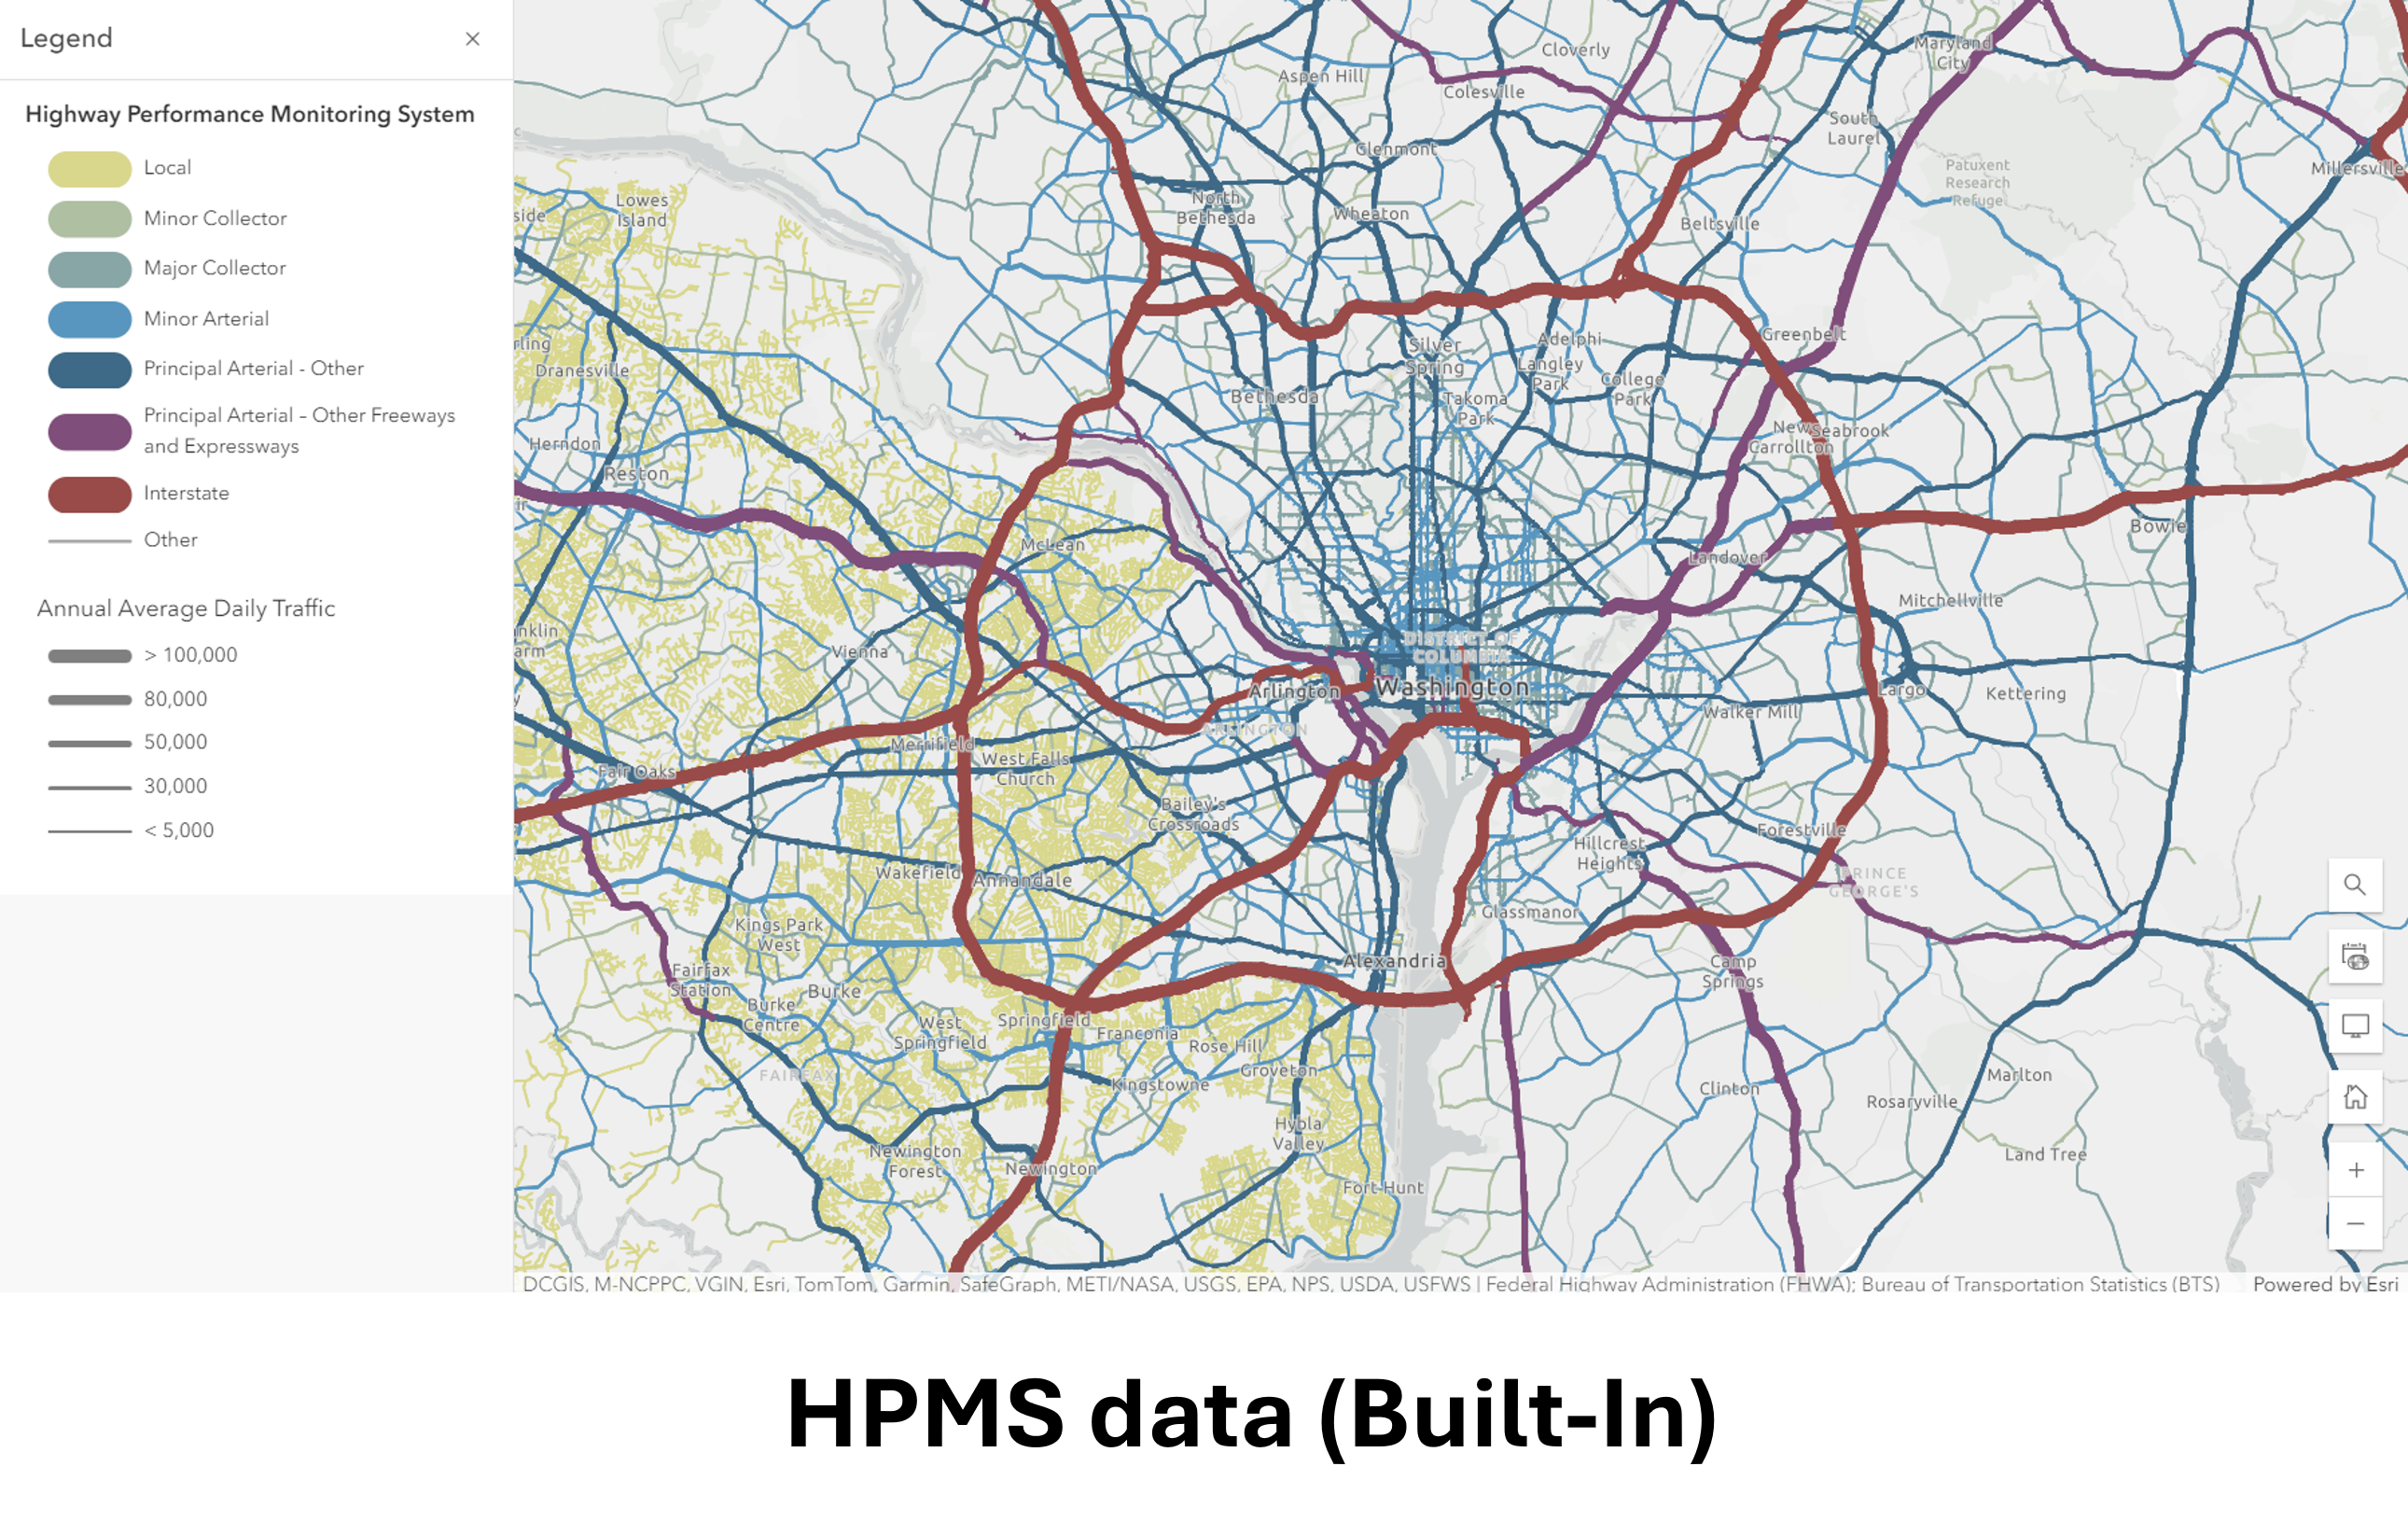 Legend
Highway Performance Monitoring System
Local
Minor Collector
Major Collector
Minor Arterial
Principal Arterial - Other
Principal Arterial – Other Freeways
and Expressways
Interstate
Other
Annual Average Daily Traffic
> 100,000
80,000
50,000
30,000
< 5,000
Cloverly
Maryland
City
Aspen Hill
Colesville
South
Laurel
Glenmont
Patuxent
Research
Refuge
Millersville
Lowes
Island
side
North
Bethesda
Wheaton
Beltsville
rling
Dranesville
Greenbelt
Silver
Spring
Adelphi
Langley
Park
College
Park
Bethesda
Takoma
Park
New
Carrollton
Seabrook
Herndon
Reston
ir
McLean
Bowie
Landover
Mitchellville
nklin
arm
Vienna
DISTRICT OF
COLUMBIA
Arlington
Washington
Largo
Kettering
y
ARLINGTON
Walker Mill
Merrifield
West Falls
Church
Fair Oaks
Bailey's
Crossroads
Forestville
Hillcrest
Heights
Wakefield
Annandale
PRINCE
GEORGE'S
Kings Park
West
Glassmanor
Alexandria
Camp
Springs
Fairfax
Station
Burke
Burke
Centre
West
Springfield
Springfield
Franconia
Rose Hill
FAIRFAX
Groveton
Kingstowne
Clinton
Marlton
Rosaryville
Hybla
Valley
Newington
Forest
Newington
Land Tree
Fort Hunt
DCGIS, M-NCPPC, VGIN, Esri, TomTom, Garmin, SafeGraph, METI/NASA, USGS, EPA, NPS, USDA, USFWS | Federal Highway Administration (FHWA); Bureau of Transportation Statistics (BTS)
Powered by Esri
HPMS data (Built-In)